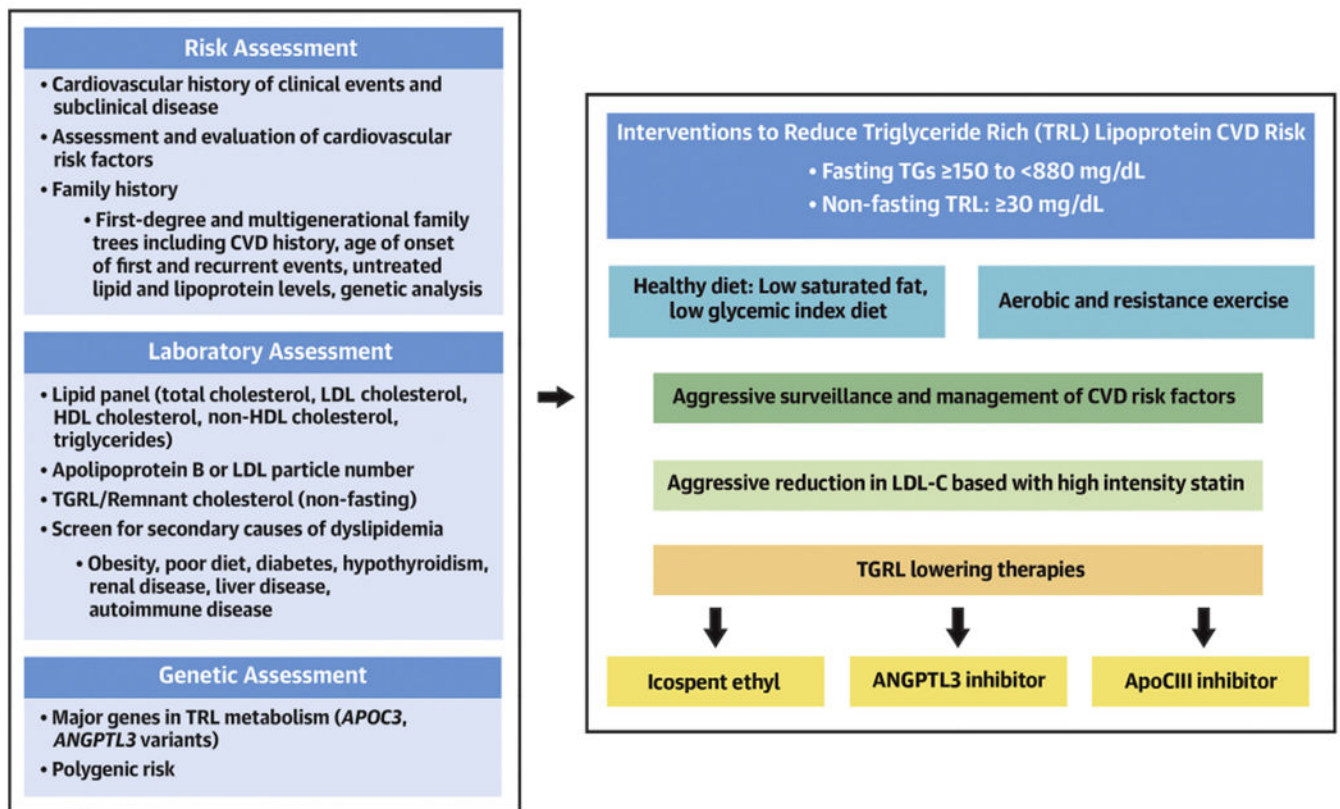 Risk Assessment
• Cardiovascular history of clinical events and
subclinical disease
• Assessment and evaluation of cardiovascular
risk factors
• Family history
• First-degree and multigenerational family
trees including CVD history, age of onset
of first and recurrent events, untreated
lipid and lipoprotein levels, genetic analysis
Laboratory Assessment
• Lipid panel (total cholesterol, LDL cholesterol,
HDL cholesterol, non-HDL cholesterol,
triglycerides)
• Apolipoprotein B or LDL particle number
• TGRL/Remnant cholesterol (non-fasting)
• Screen for secondary causes of dyslipidemia
• Obesity, poor diet, diabetes, hypothyroidism,
renal disease, liver disease,
autoimmune disease
Genetic Assessment
• Major genes in TRL metabolism (APOC3,
ANGPTL3 variants)
• Polygenic risk
Interventions to Reduce Triglyceride Rich (TRL) Lipoprotein CVD Risk
• Fasting TGs ≥150 to <880 mg/dL
• Non-fasting TRL: ≥30 mg/dL
Healthy diet: Low saturated fat,
low glycemic index diet
Aerobic and resistance exercise
Aggressive surveillance and management of CVD risk factors
Aggressive reduction in LDL-C based with high intensity statin
TGRL lowering therapies
Icospent ethyl
ANGPTL3 inhibitor
ApoCIII inhibitor